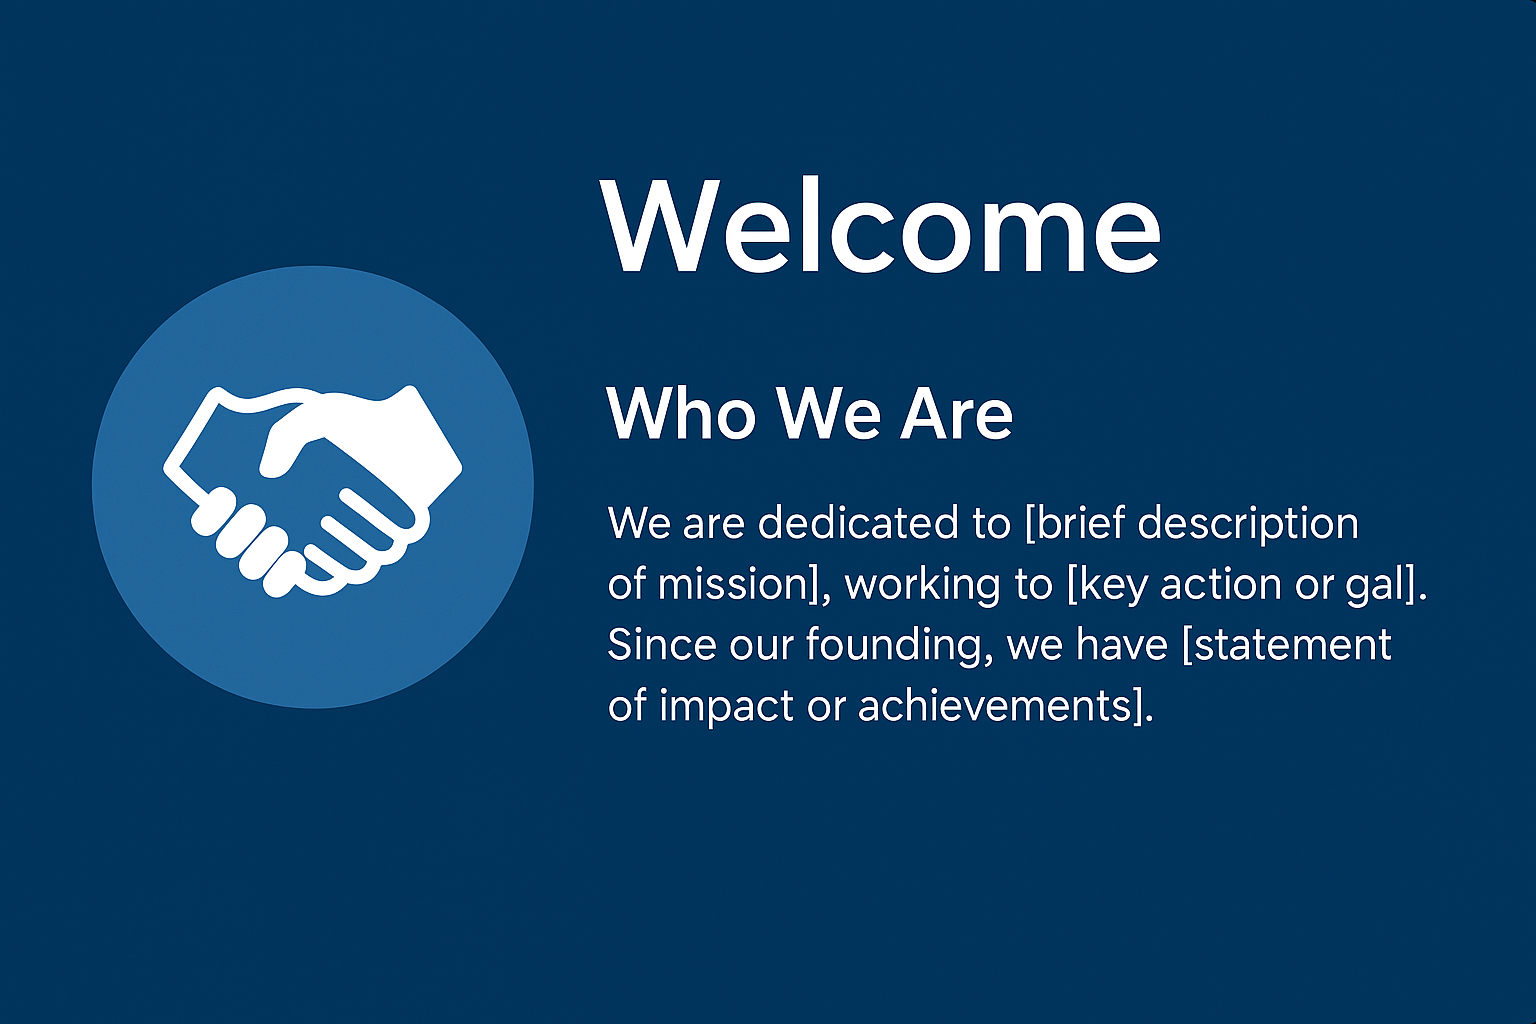 Welcome
Who We Are
We are dedicated to [brief description
of mission], working to [key action or gal].
Since our founding, we have [statement
of impact or achievements].